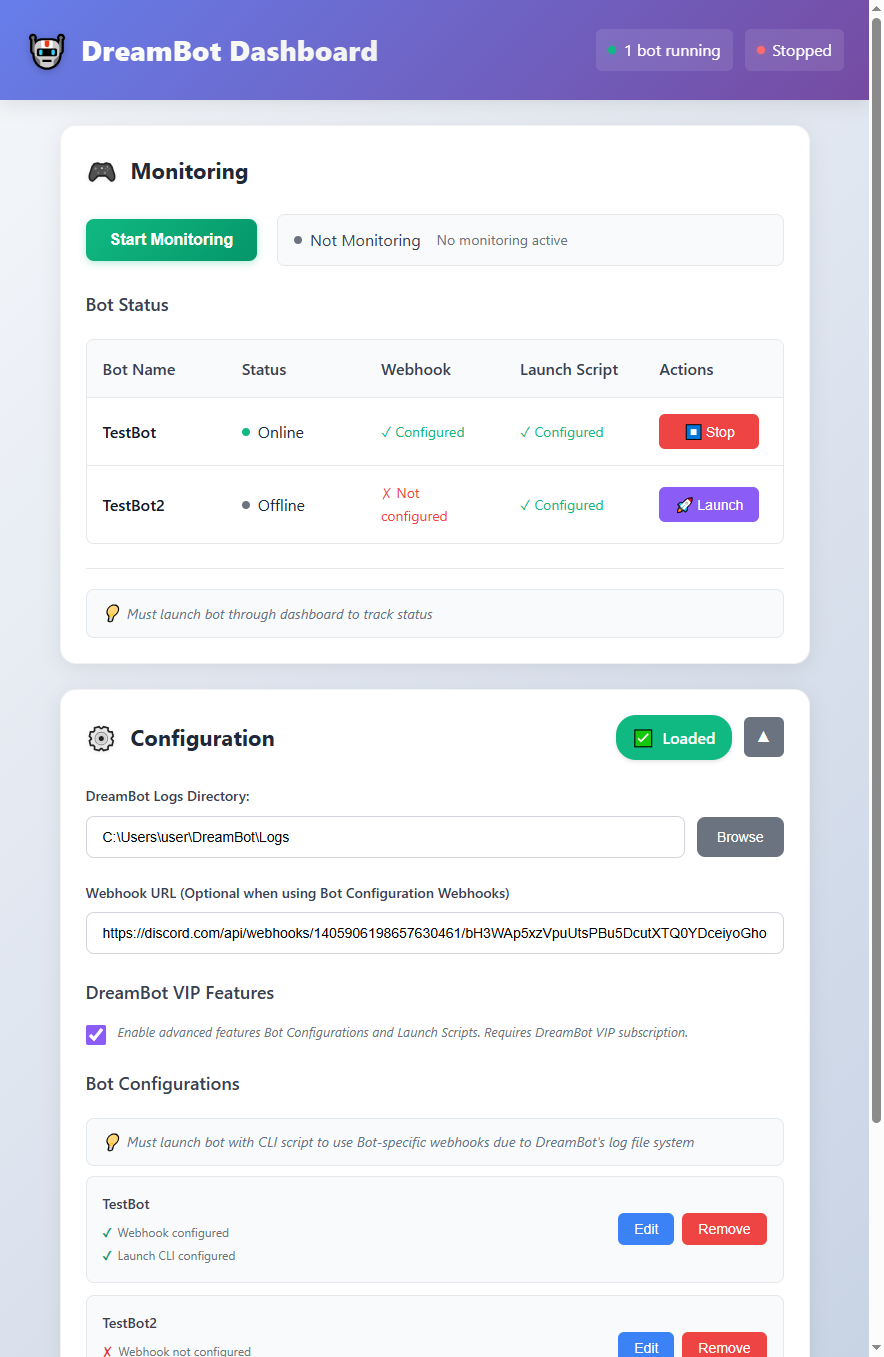 DreamBot Dashboard
1 bot running
Stopped
Monitoring
Start Monitoring
Not Monitoring No monitoring active
Bot Status
Bot Name Status Webhook Launch Script Actions
TestBot Online ✓ Configured ✓ Configured Stop
TestBot2 Offline ✗ Not configured ✓ Configured Launch
Must launch bot through dashboard to track status
Configuration
Loaded
DreamBot Logs Directory:
C:\Users\user\DreamBot\Logs
Browse
Webhook URL (Optional when using Bot Configuration Webhooks)
https://discord.com/api/webhooks/1405906198657630461/bH3WAp5xzVpuUtsPBu5DcutXTQ0YDceiyoGho
DreamBot VIP Features
Enable advanced features Bot Configurations and Launch Scripts. Requires DreamBot VIP subscription.
Bot Configurations
Must launch bot with CLI script to use Bot-specific webhooks due to DreamBot's log file system
TestBot
✓ Webhook configured
✓ Launch CLI configured
Edit Remove
TestBot2
✗ Webhook not configured
Edit Remove